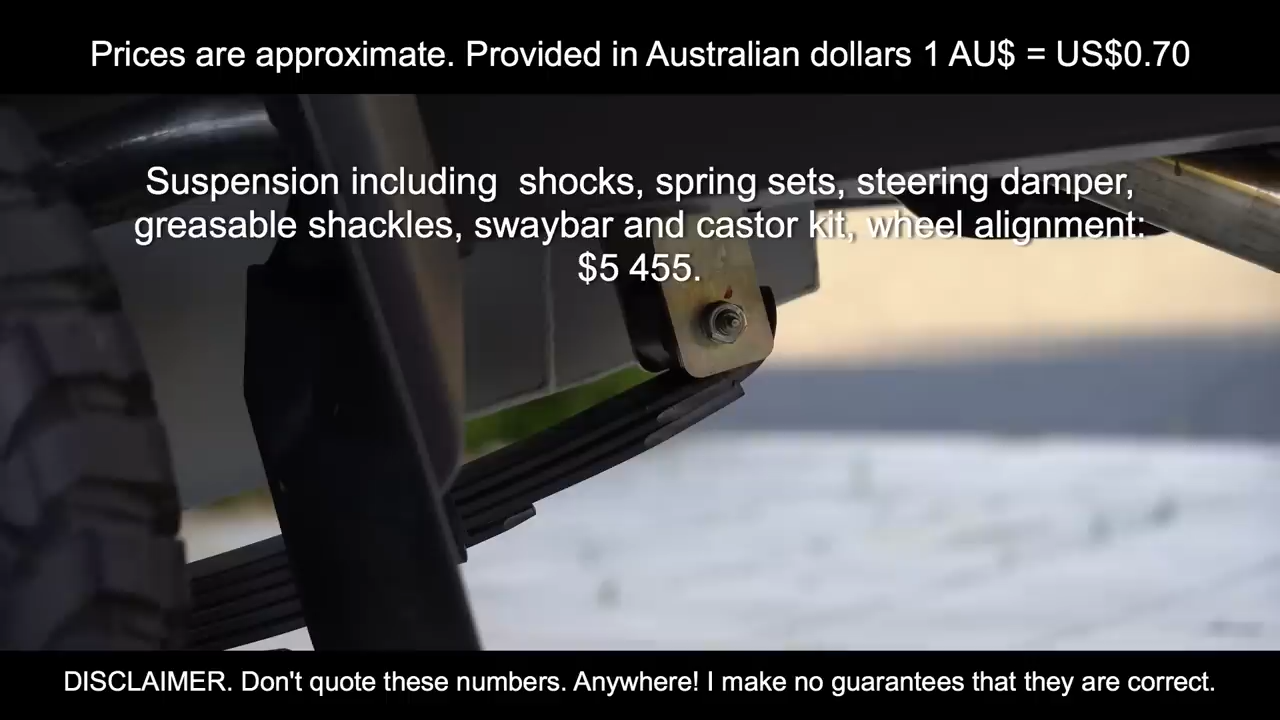 Prices are approximate. Provided in Australian dollars 1 AU$ = US$0.70
Suspension including  shocks, spring sets, steering damper,
greasable shackles, swaybar and castor kit, wheel alignment:
$5 455.
DISCLAIMER. Don't quote these numbers. Anywhere! I make no guarantees that they are correct.